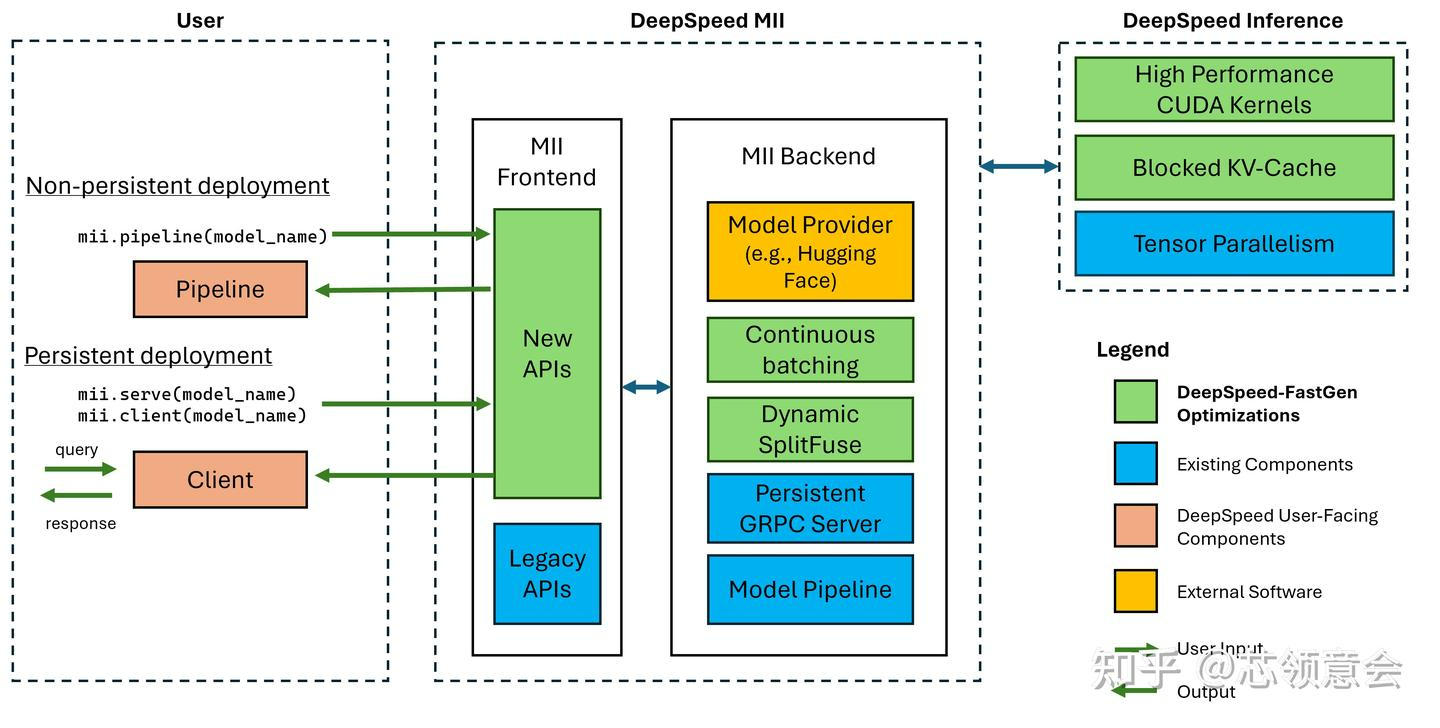 User
DeepSpeed MII
DeepSpeed Inference
Non-persistent deployment
mii.pipeline(model_name)
Pipeline
Persistent deployment
mii.serve(model_name)
mii.client(model_name)
query
Client
response
MII
Frontend
New
APIs
Legacy
APIs
MII Backend
Model Provider
(e.g., Hugging
Face)
Continuous
batching
Dynamic
SplitFuse
Persistent
GRPC Server
Model Pipeline
High Performance
CUDA Kernels
Blocked KV-Cache
Tensor Parallelism
Legend
DeepSpeed-FastGen
Optimizations
Existing Components
DeepSpeed User-Facing
Components
External Software
User Input
Output
知乎 @芯领意会